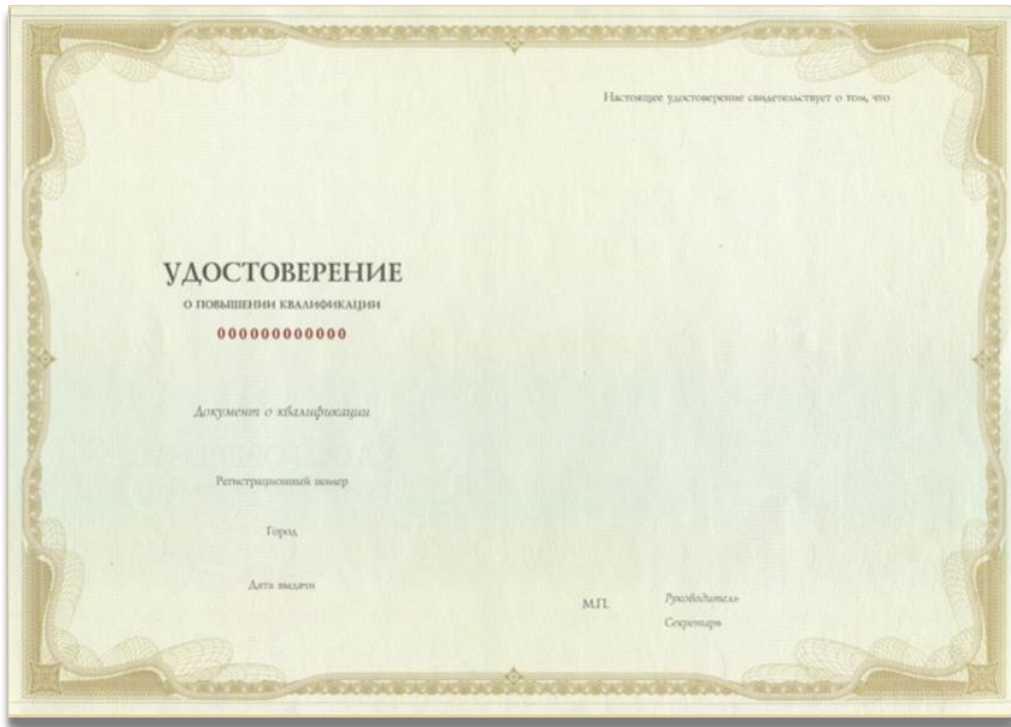 УДОСТОВЕРЕНИЕ
О ПОВЫШЕНИИ КВАЛИФИКАЦИИ
000000000000
Документ о квалификации
Регистрационный номер
Город
Дата выдачи
Настоящее удостоверение свидетельствует о том, что
М.П.
Руководитель
Секретарь